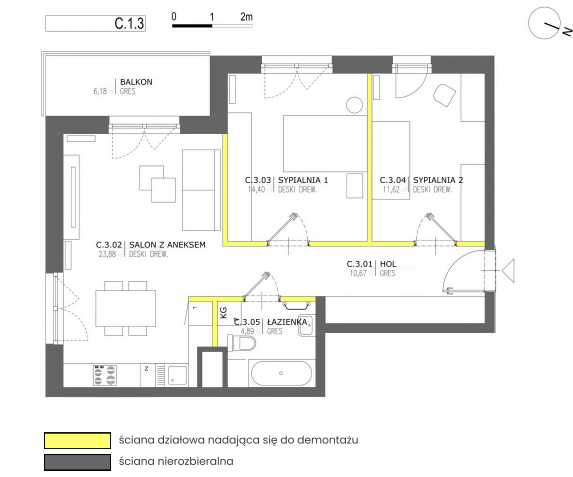 C.1.3
0 1 2m
N
BALKON
6,18 GRES
C.3.03 SYPIALNIA 1
14,40 DESKI DREW.
C.3.04 SYPIALNIA 2
11,62 DESKI DREW.
C.3.02 SALON Z ANEKSEM
23,88 DESKI DREW.
C.3.01 HOL
10,67 GRES
KG
C.3.05 ŁAZIENKA
4,89 GRES
Z
ściana działowa nadająca się do demontażu
ściana nierozbieralna